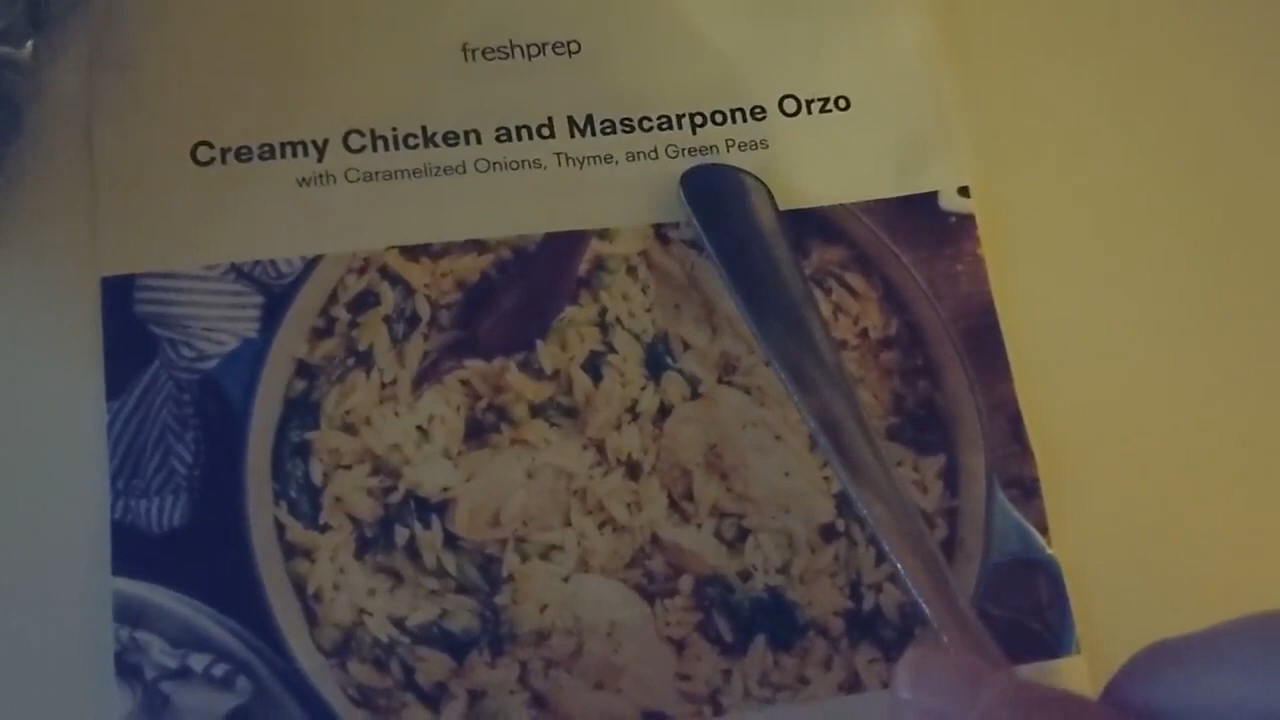 freshprep
Creamy Chicken and Mascarpone Orzo
with Caramelized Onions, Thyme, and Green Peas